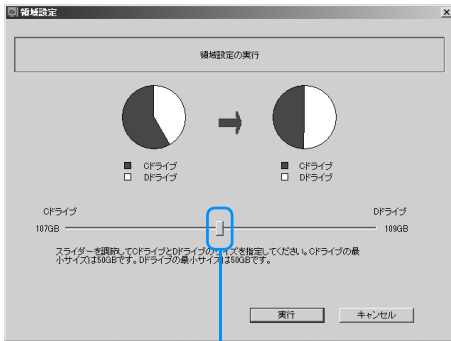 領域設定
領域設定の実行
Cドライブ
Dドライブ
Cドライブ
Dドライブ
Cドライブ
Dドライブ
107GB
109GB
スライダーを調節してCドライブとDドライブのサイズを指定してください。Cドライブの最
小サイズは50GBです。Dドライブの最小サイズは50GBです。
実行
キャンセル